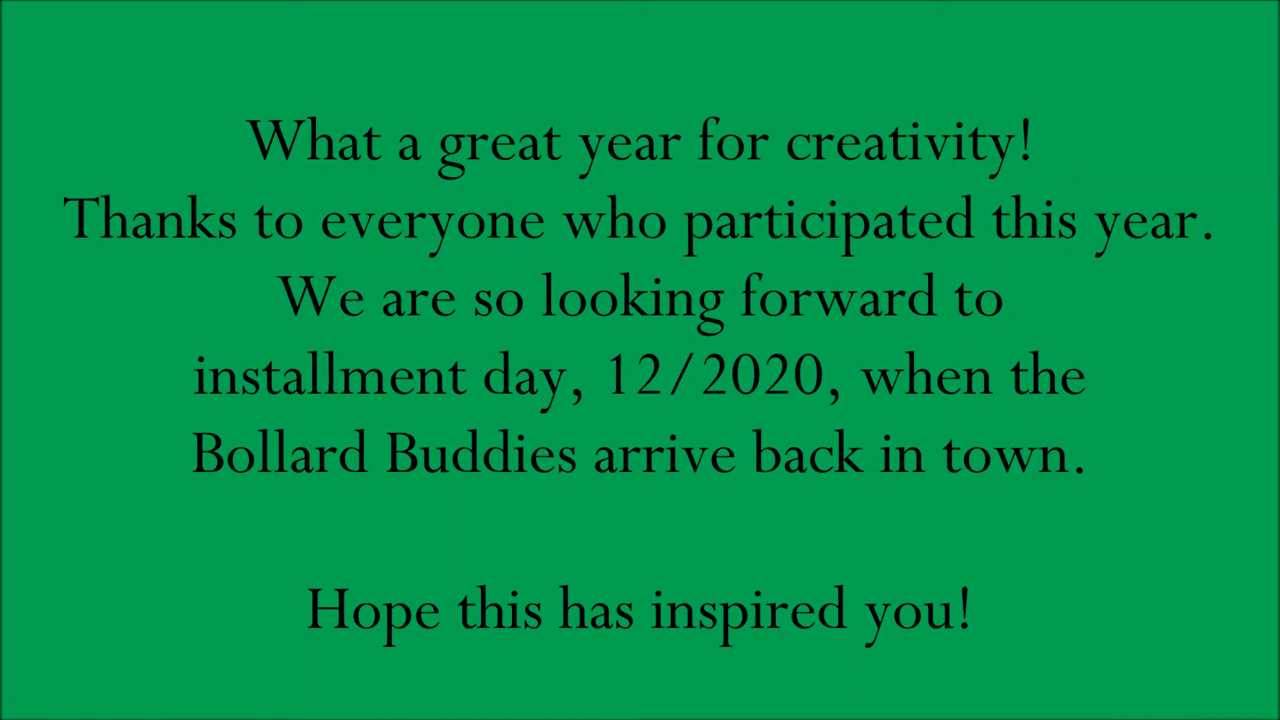 What a great year for creativity!
Thanks to everyone who participated this year.
We are so looking forward to
installment day, 12/2020, when the
Bollard Buddies arrive back in town.
Hope this has inspired you!